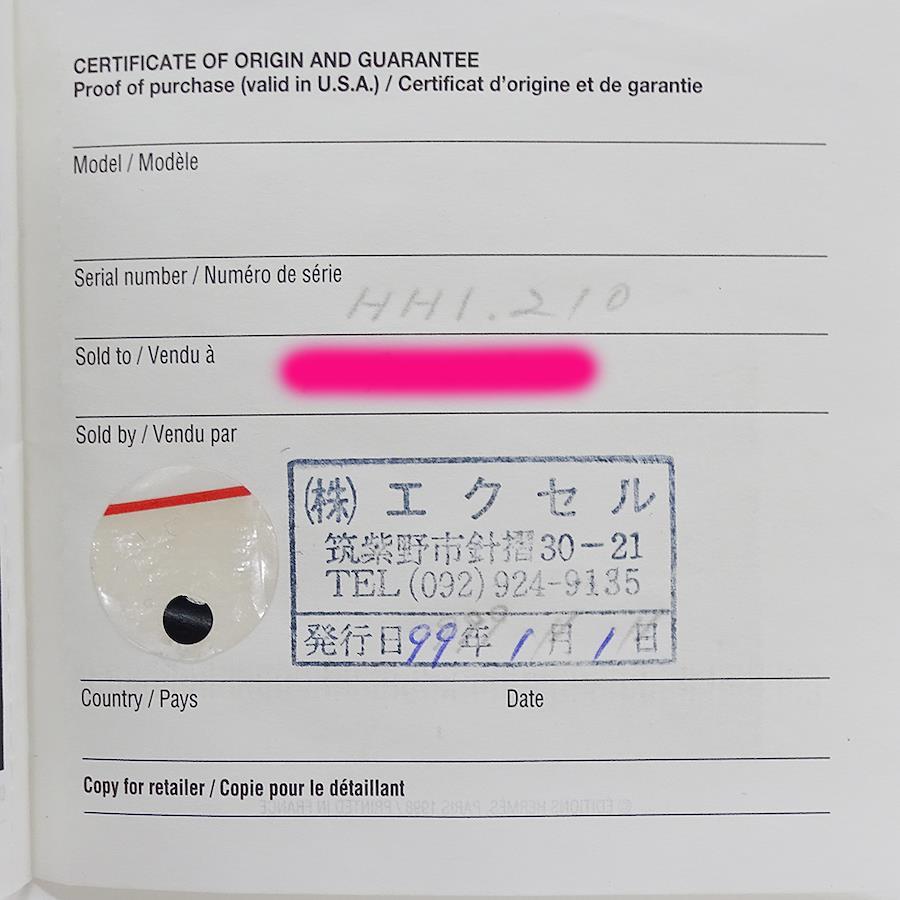 CERTIFICATE OF ORIGIN AND GUARANTEE
Proof of purchase (valid in U.S.A.) / Certificat d'origine et de garantie
Model / Modèle
Serial number / Numéro de série
HH1.210
Sold to / Vendu à
Sold by / Vendu par
(株) エクセル
筑紫野市針摺30-21
TEL (092) 924-9135
発行日 99年 1月 1日
Country / Pays
Date
Copy for retailer / Copie pour le détaillant
© EDITIONS HERMÈS, PARIS 1998 / PRINTED IN FRANCE